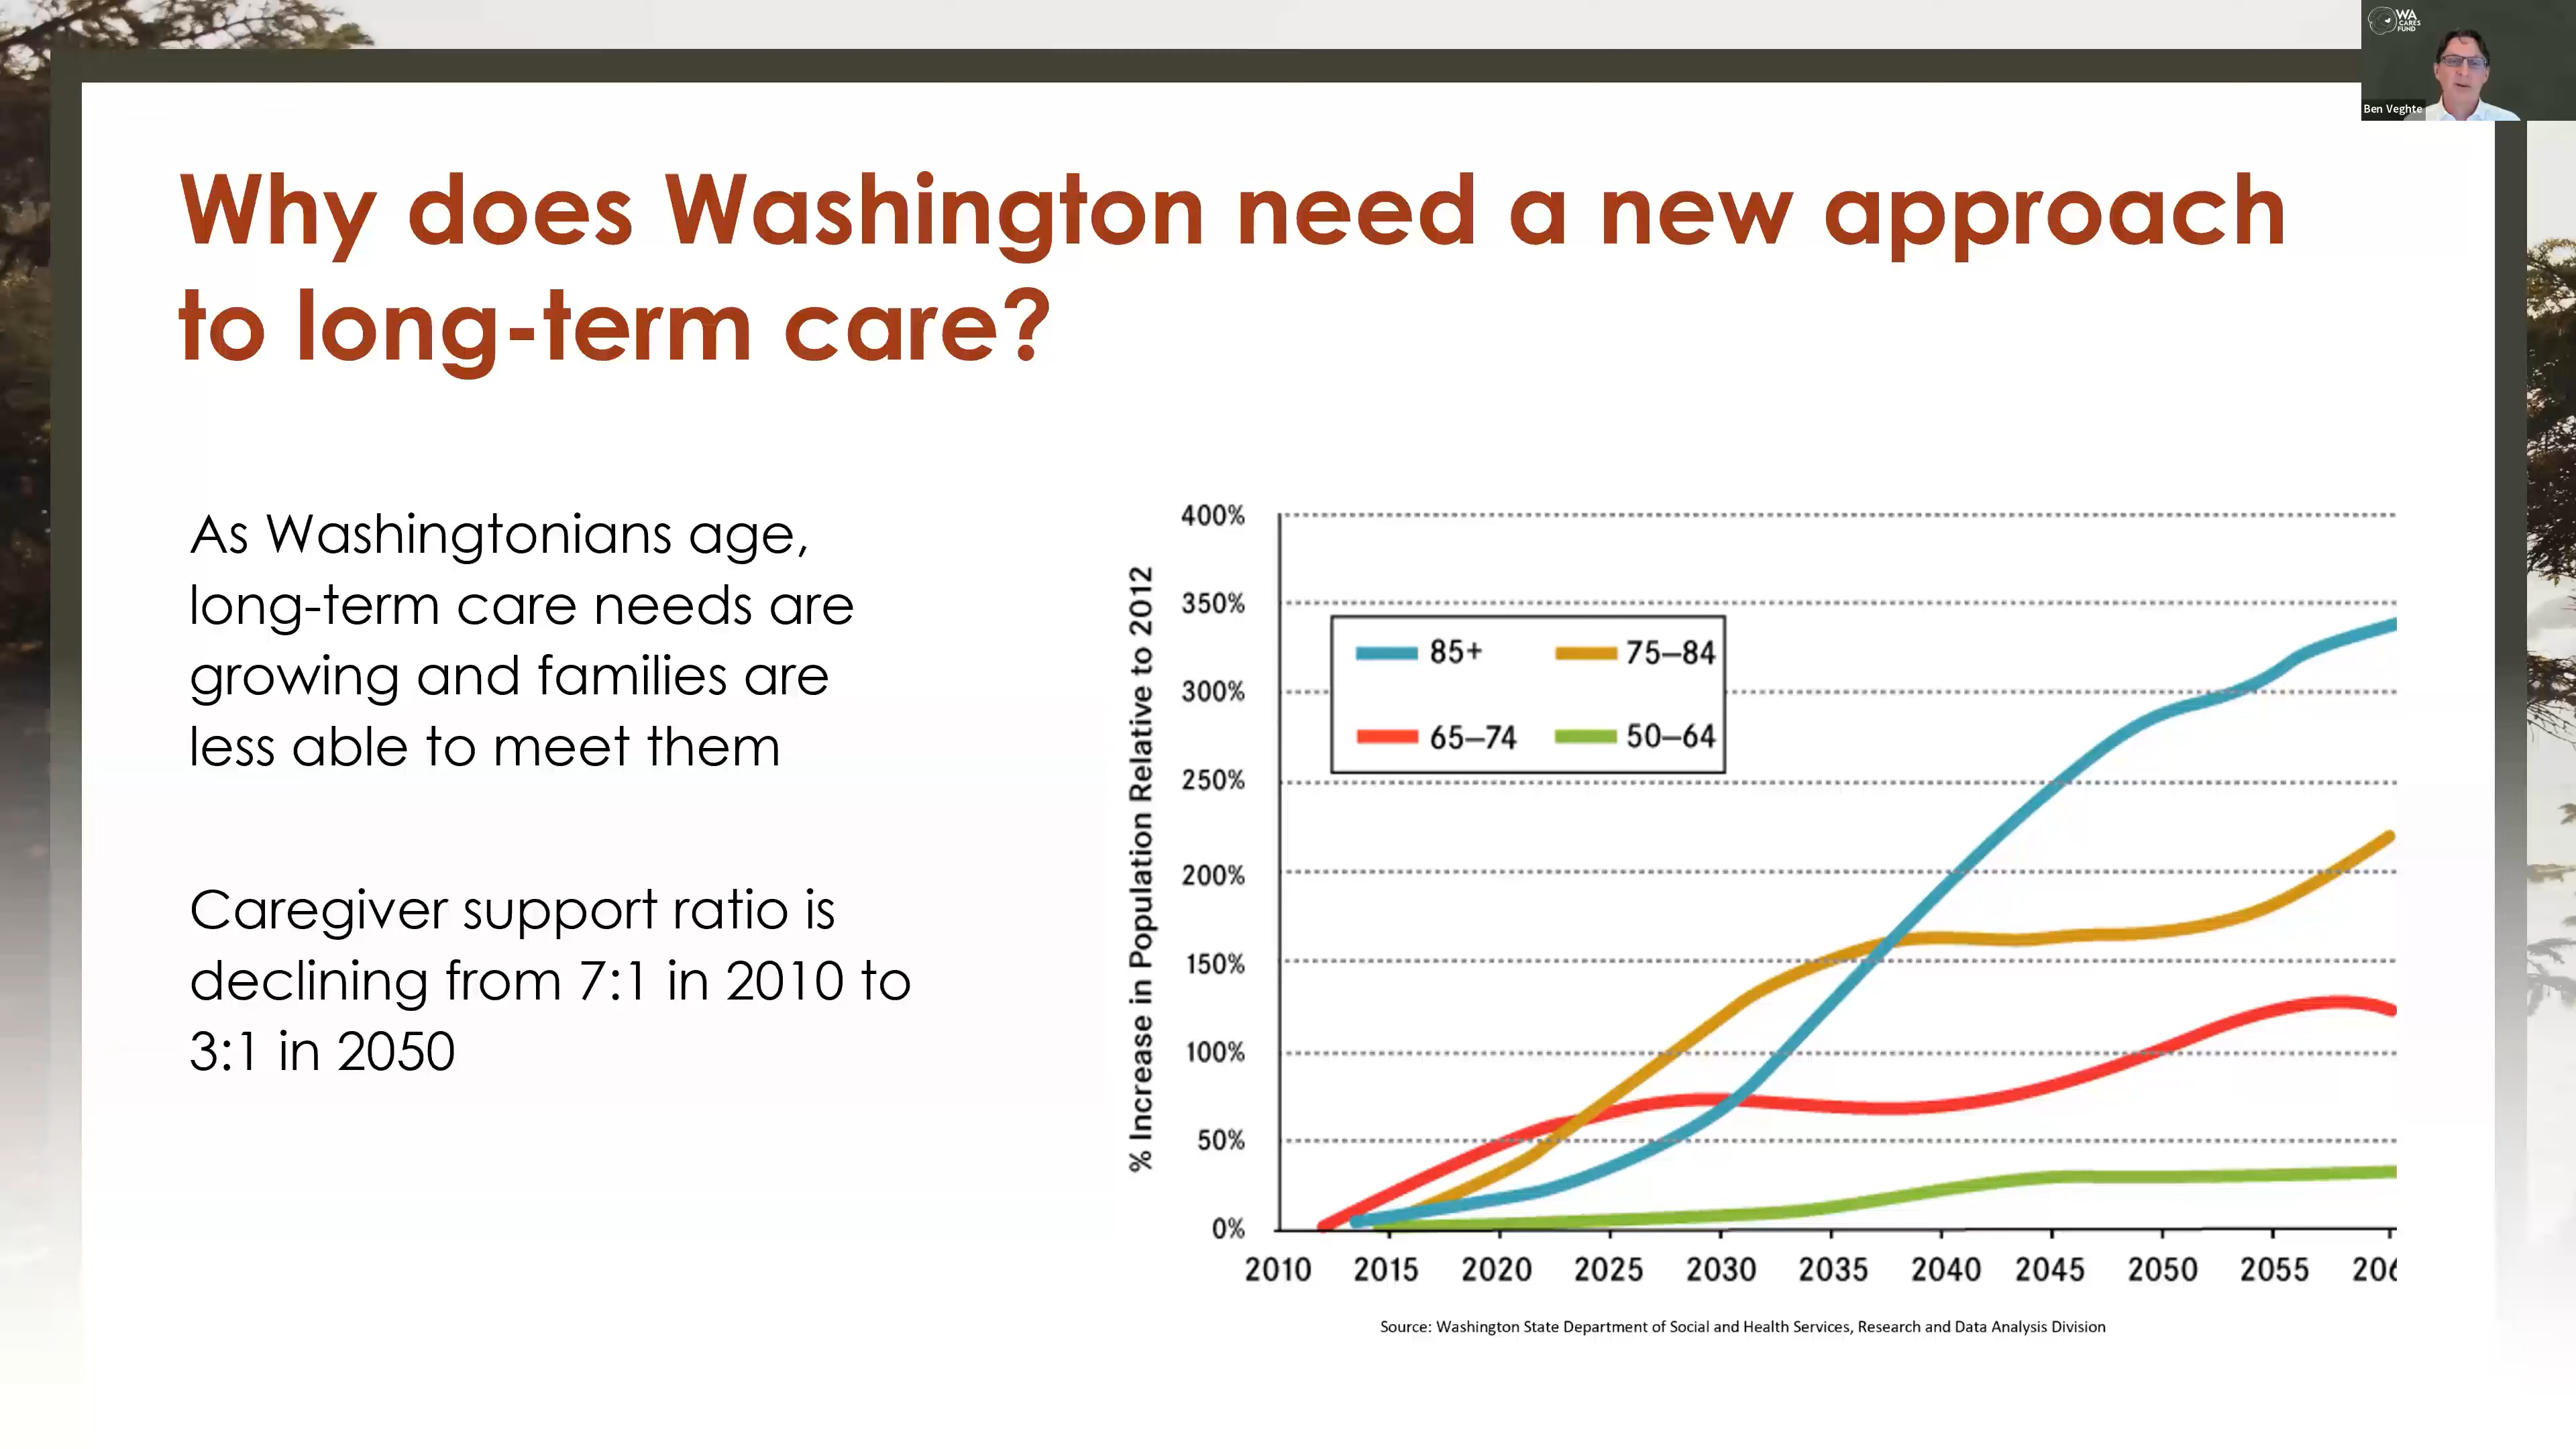 WA
CARES
FUND
Ben Veghte
Why does Washington need a new approach
to long-term care?
As Washingtonians age,
long-term care needs are
growing and families are
less able to meet them
Caregiver support ratio is
declining from 7:1 in 2010 to
3:1 in 2050
% Increase in Population Relative to 2012
400%
350%
300%
250%
200%
150%
100%
50%
0%
85+ 75–84
65–74 50–64
2010 2015 2020 2025 2030 2035 2040 2045 2050 2055 206
Source: Washington State Department of Social and Health Services, Research and Data Analysis Division